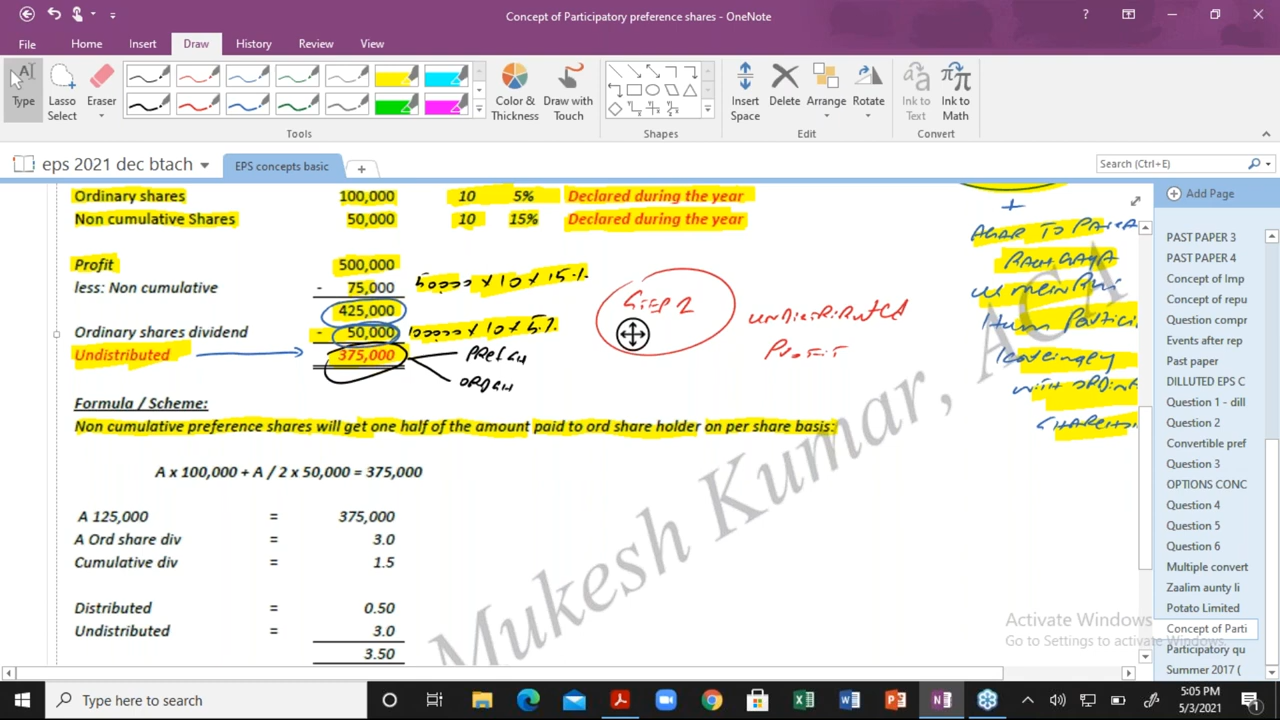 Concept of Participatory preference shares - OneNote
File Home Insert Draw History Review View
Type
Lasso Select
Eraser
Color & Thickness
Draw with Touch
Insert Space
Delete
Arrange
Rotate
Ink to Text
Ink to Math
Tools
Shapes
Edit
Convert
eps 2021 dec btach
EPS concepts basic
Search (Ctrl+E)
Ordinary shares 100,000 10 5% Declared during the year
Non cumulative Shares 50,000 10 15% Declared during the year
Profit 500,000
less: Non cumulative - 75,000 50000 x 10 x 15%
425,000
Ordinary shares dividend - 50,000 100000 x 10 x 5%
Undistributed 375,000
PREFCH
ORDCH
STEP 2
UNDISTRIBUTED
PROFIT
+
AGAR TO
Formula / Scheme:
Non cumulative preference shares will get one half of the amount paid to ord share holder on per share basis:
A x 100,000 + A / 2 x 50,000 = 375,000
A 125,000 = 375,000
A Ord share div = 3.0
Cumulative div = 1.5
Distributed = 0.50
Undistributed = 3.0
3.50
Mukesh Kumar, ACA
Add Page
PAST PAPER 3
PAST PAPER 4
Concept of Imp
Concept of repu
Question compr
Events after rep
Past paper
DILLUTED EPS C
Question 1 - dill
Question 2
Convertible pref
Question 3
OPTIONS CONC
Question 4
Question 5
Question 6
Multiple convert
Zaalim aunty li
Potato Limited
Concept of Parti
Participatory qu
Summer 2017 (
Activate Windows
Go to Settings to activate Windows.
Type here to search
5:05 PM
5/3/2021